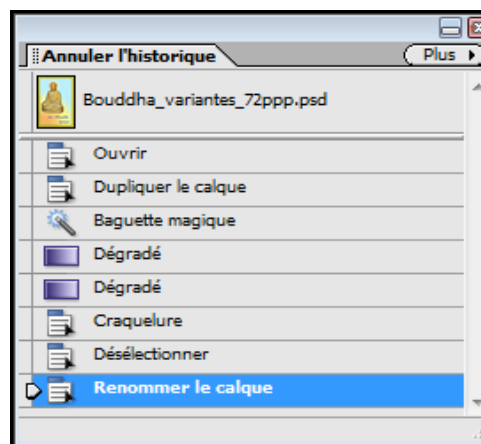 Annuler l'historique
Plus
Bouddha_variantes_72ppp.psd
Ouvrir
Dupliquer le calque
Baguette magique
Dégradé
Dégradé
Craquelure
Désélectionner
Renommer le calque